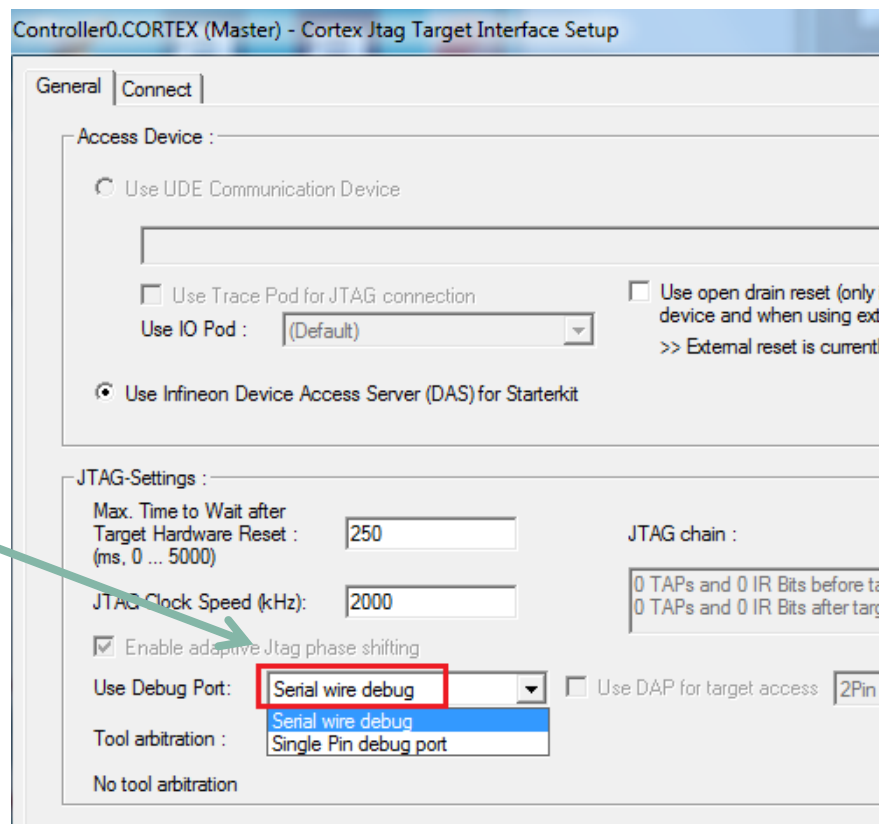 Controller0.CORTEX (Master) - Cortex Jtag Target Interface Setup
General
Connect
Access Device :
Use UDE Communication Device
Use Trace Pod for JTAG connection
Use IO Pod :
(Default)
Use open drain reset (only
device and when using
>> External reset is
Use Infineon Device Access Server (DAS) for Starterkit
JTAG-Settings :
Max. Time to Wait after
Target Hardware Reset :
(ms, 0 ... 5000)
250
JTAG chain :
0 TAPs and 0 IR Bits before
0 TAPs and 0 IR Bits after
JTAG Clock Speed (kHz):
2000
Enable adaptive Jtag phase shifting
Use Debug Port:
Serial wire debug
Use DAP for target access
2Pin
Serial wire debug
Single Pin debug port
Tool arbitration :
No tool arbitration